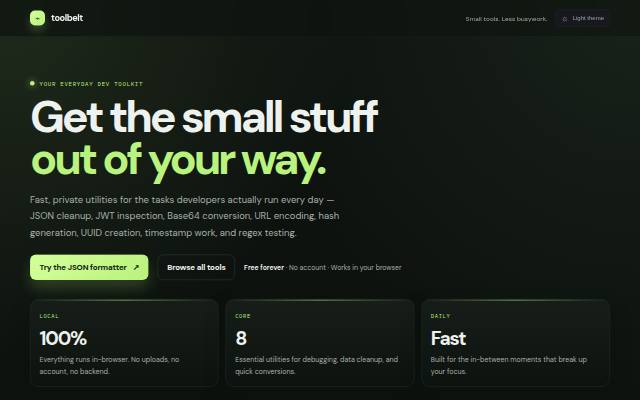 toolbelt
Small tools. Less busywork.
Light theme
YOUR EVERYDAY DEV TOOLKIT
Get the small stuff
out of your way.
Fast, private utilities for the tasks developers actually run every day —
JSON cleanup, JWT inspection, Base64 conversion, URL encoding, hash
generation, UUID creation, timestamp work, and regex testing.
Try the JSON formatter ↗
Browse all tools
Free forever · No account · Works in your browser
LOCAL
100%
Everything runs in-browser. No uploads, no
account, no backend.
CORE
8
Essential utilities for debugging, data cleanup, and
quick conversions.
DAILY
Fast
Built for the in-between moments that break up
your focus.